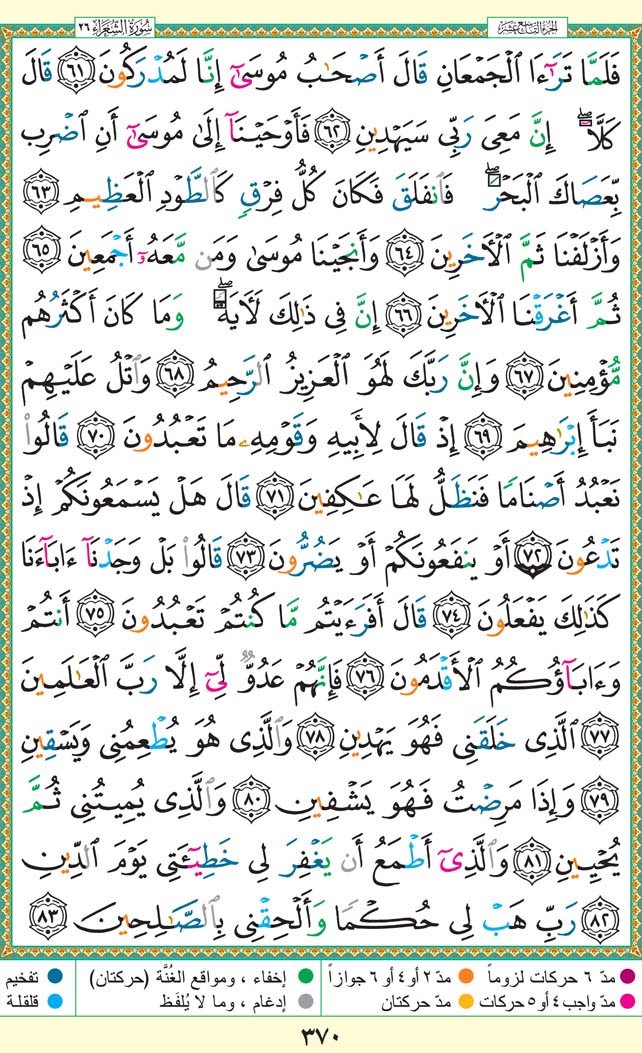 الجزء التاسع عشر
سُورَةُ الشُّعَرَاءِ ٢٦
فَلَمَّا تَرَٰٓءَا ٱلْجَمْعَانِ قَالَ أَصْحَٰبُ مُوسَىٰٓ إِنَّا لَمُدْرَكُونَ ٦١ قَالَ
كَلَّآ ۖ إِنَّ مَعِىَ رَبِّى سَيَهْدِينِ ٦٢ فَأَوْحَيْنَآ إِلَىٰ مُوسَىٰٓ أَنِ ٱضْرِب
بِّعَصَاكَ ٱلْبَحْرَ ۖ فَٱنفَلَقَ فَكَانَ كُلُّ فِرْقٍ كَٱلطَّوْدِ ٱلْعَظِيمِ ٦٣
وَأَزْلَفْنَا ثَمَّ ٱلْـَٔاخَرِينَ ٦٤ وَأَنجَيْنَا مُوسَىٰ وَمَن مَّعَهُۥٓ أَجْمَعِينَ ٦٥
ثُمَّ أَغْرَقْنَا ٱلْـَٔاخَرِينَ ٦٦ إِنَّ فِى ذَٰلِكَ لَـَٔايَةً ۖ وَمَا كَانَ أَكْثَرُهُم
مُّؤْمِنِينَ ٦٧ وَإِنَّ رَبَّكَ لَهُوَ ٱلْعَزِيزُ ٱلرَّحِيمُ ٦٨ وَٱتْلُ عَلَيْهِمْ
نَبَأَ إِبْرَٰهِيمَ ٦٩ إِذْ قَالَ لِأَبِيهِ وَقَوْمِهِۦ مَا تَعْبُدُونَ ٧٠ قَالُوا۟
نَعْبُدُ أَصْنَامًا فَنَظَلُّ لَهَا عَٰكِفِينَ ٧١ قَالَ هَلْ يَسْمَعُونَكُمْ إِذْ
تَدْعُونَ ٧٢ أَوْ يَنفَعُونَكُمْ أَوْ يَضُرُّونَ ٧٣ قَالُوا۟ بَلْ وَجَدْنَآ ءَابَآءَنَا
كَذَٰلِكَ يَفْعَلُونَ ٧٤ قَالَ أَفَرَءَيْتُم مَّا كُنتُمْ تَعْبُدُونَ ٧٥ أَنتُمْ
وَءَابَآؤُكُمُ ٱلْأَقْدَمُونَ ٧٦ فَإِنَّهُمْ عَدُوٌّ لِّىٓ إِلَّا رَبَّ ٱلْعَٰلَمِينَ
٧٧ ٱلَّذِى خَلَقَنِى فَهُوَ يَهْدِينِ ٧٨ وَٱلَّذِى هُوَ يُطْعِمُنِى وَيَسْقِينِ
٧٩ وَإِذَا مَرِضْتُ فَهُوَ يَشْفِينِ ٨٠ وَٱلَّذِى يُمِيتُنِى ثُمَّ
يُحْيِينِ ٨١ وَٱلَّذِىٓ أَطْمَعُ أَن يَغْفِرَ لِى خَطِيٓـَٔتِى يَوْمَ ٱلدِّينِ
٨٢ رَبِّ هَبْ لِى حُكْمًا وَأَلْحِقْنِى بِٱلصَّٰلِحِينَ ٨٣
مدّ ٦ حركات لزوماً مدّ ٢ أو ٤ أو ٦ جوازاً إخفاء ، ومواقع الغُنَّة (حركتان) تفخيم
مدّ واجب ٤ أو ٥ حركات مدّ حركتان إدغام ، وما لا يُلفَظ قلقلة
٣٧٠